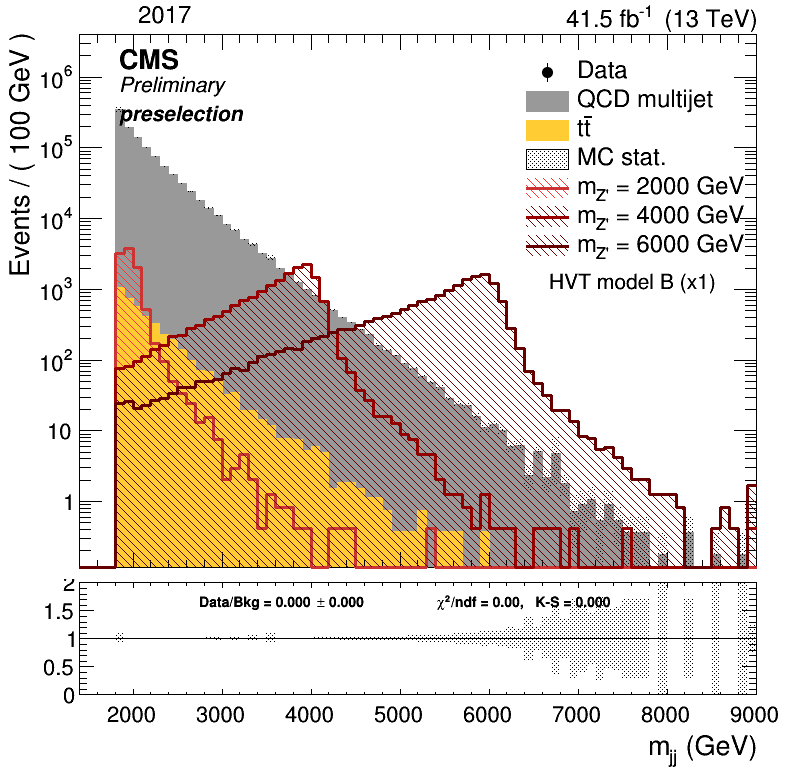 2017 41.5 fb⁻¹ (13 TeV)
CMS
Preliminary
preselection
Events / ( 100 GeV )
10⁶
10⁵
10⁴
10³
10²
10
1
Data
QCD multijet
tt̄
MC stat.
m_Z' = 2000 GeV
m_Z' = 4000 GeV
m_Z' = 6000 GeV
HVT model B (x1)
2
1.5
1
0.5
0
Data/Bkg = 0.000 ± 0.000 χ²/ndf = 0.00, K-S = 0.000
2000 3000 4000 5000 6000 7000 8000 9000
m_jj (GeV)